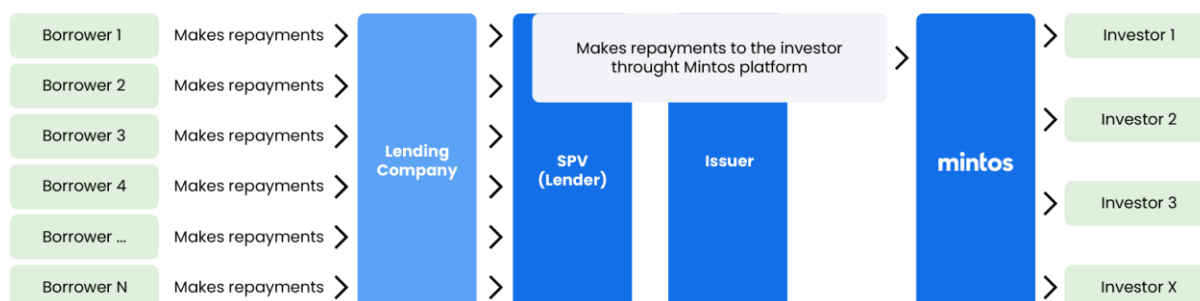 Borrower 1 Makes repayments
Borrower 2 Makes repayments
Borrower 3 Makes repayments
Borrower 4 Makes repayments
Borrower ... Makes repayments
Borrower N Makes repayments
Lending
Company
SPV
(Lender)
Makes repayments to the investor
throught Mintos platform
Issuer
mintos
Investor 1
Investor 2
Investor 3
Investor X